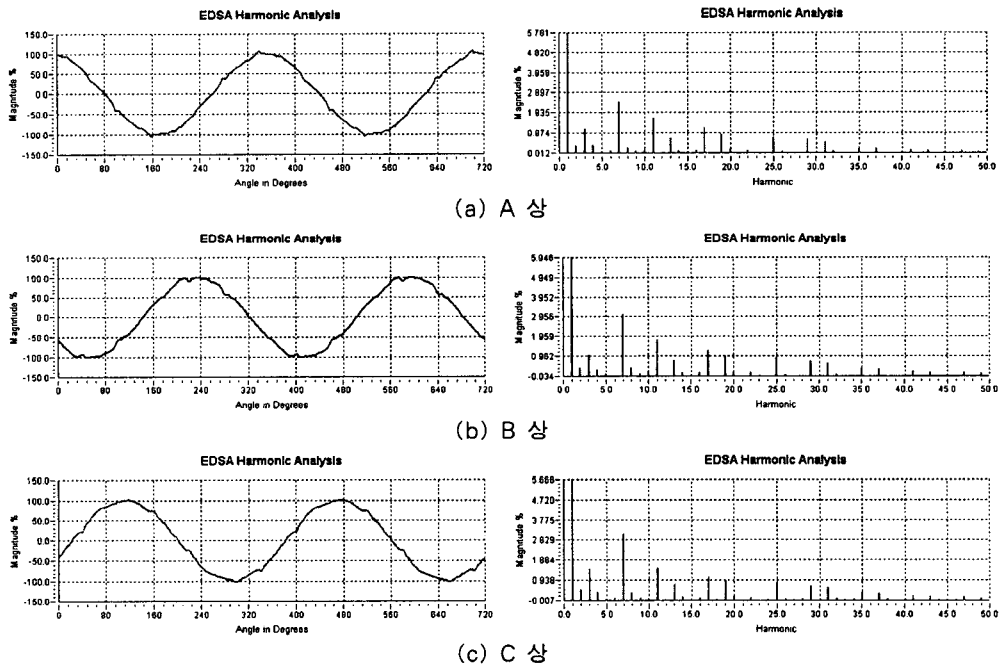 EDSA Harmonic Analysis
Magnitude %
150.0
100.0
50.0
0.0
-50.0
-100.0
-150.0
0 80 160 240 320 400 480 560 640 720
Angle in Degrees
EDSA Harmonic Analysis
Magnitude %
5.781
4.820
3.859
2.897
1.935
0.974
0.012
0.0 5.0 10.0 15.0 20.0 25.0 30.0 35.0 40.0 45.0 50.0
Harmonic
(a) A 상
EDSA Harmonic Analysis
Magnitude %
150.0
100.0
50.0
0.0
-50.0
-100.0
-150.0
0 80 160 240 320 400 480 560 640 720
Angle in Degrees
EDSA Harmonic Analysis
Magnitude %
4.949
3.952
1.959
0.962
-0.034
0.0 5.0 10.0 15.0 20.0 25.0 30.0 35.0 40.0 45.0 50.0
Harmonic
(b) B 상
EDSA Harmonic Analysis
Magnitude %
150.0
100.0
50.0
0.0
-50.0
-100.0
-150.0
0 80 160 240 320 400 480 560 640 720
Angle in Degrees
EDSA Harmonic Analysis
Magnitude %
4.720
3.775
2.829
1.884
0.938
-0.007
0.0 5.0 10.0 15.0 20.0 25.0 30.0 35.0 40.0 45.0 50.0
Harmonic
(c) C 상